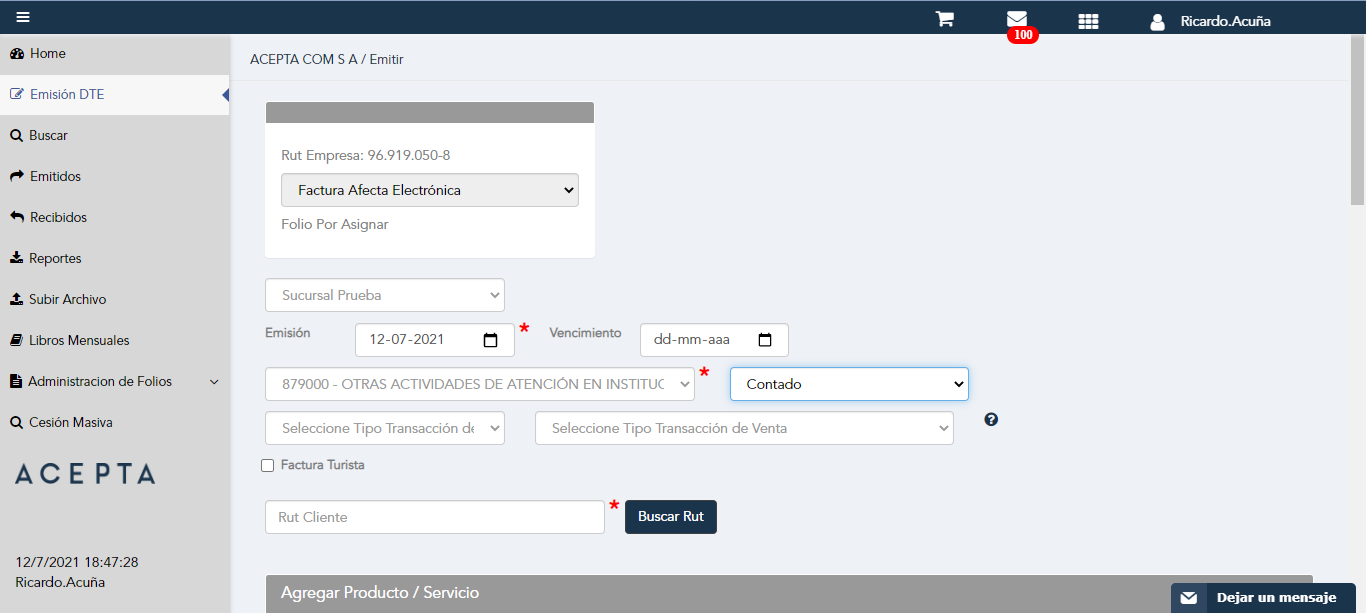 Ricardo.Acuña
100
Home
Emisión DTE
Buscar
Emitidos
Recibidos
Reportes
Subir Archivo
Libros Mensuales
Administracion de Folios
Cesión Masiva
ACEPTA
12/7/2021 18:47:28
Ricardo.Acuña
ACEPTA COM S A / Emitir
Rut Empresa: 96.919.050-8
Factura Afecta Electrónica
Folio Por Asignar
Sucursal Prueba
Emisión 12-07-2021 * Vencimiento dd-mm-aaa
879000 - OTRAS ACTIVIDADES DE ATENCIÓN EN INSTITUC * Contado
Seleccione Tipo Transacción de Seleccione Tipo Transacción de Venta ?
Factura Turista
Rut Cliente * Buscar Rut
Agregar Producto / Servicio
Dejar un mensaje